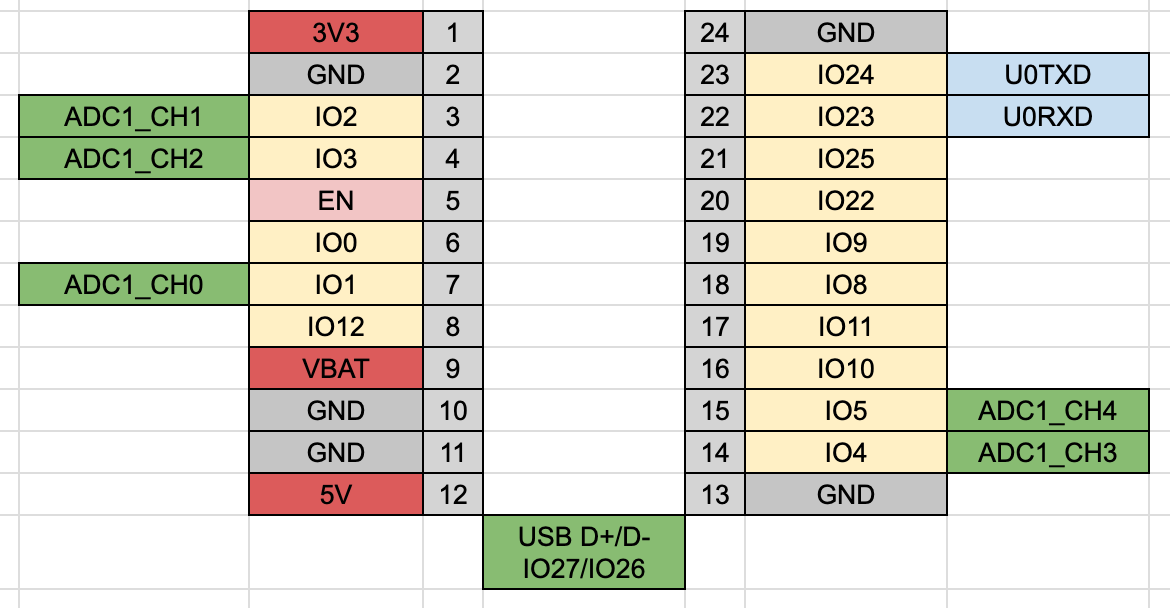 3V3 1 24 GND
GND 2 23 IO24 U0TXD
ADC1_CH1 IO2 3 22 IO23 U0RXD
ADC1_CH2 IO3 4 21 IO25
EN 5 20 IO22
IO0 6 19 IO9
ADC1_CH0 IO1 7 18 IO8
IO12 8 17 IO11
VBAT 9 16 IO10
GND 10 15 IO5 ADC1_CH4
GND 11 14 IO4 ADC1_CH3
5V 12 13 GND
USB D+/D-
IO27/IO26